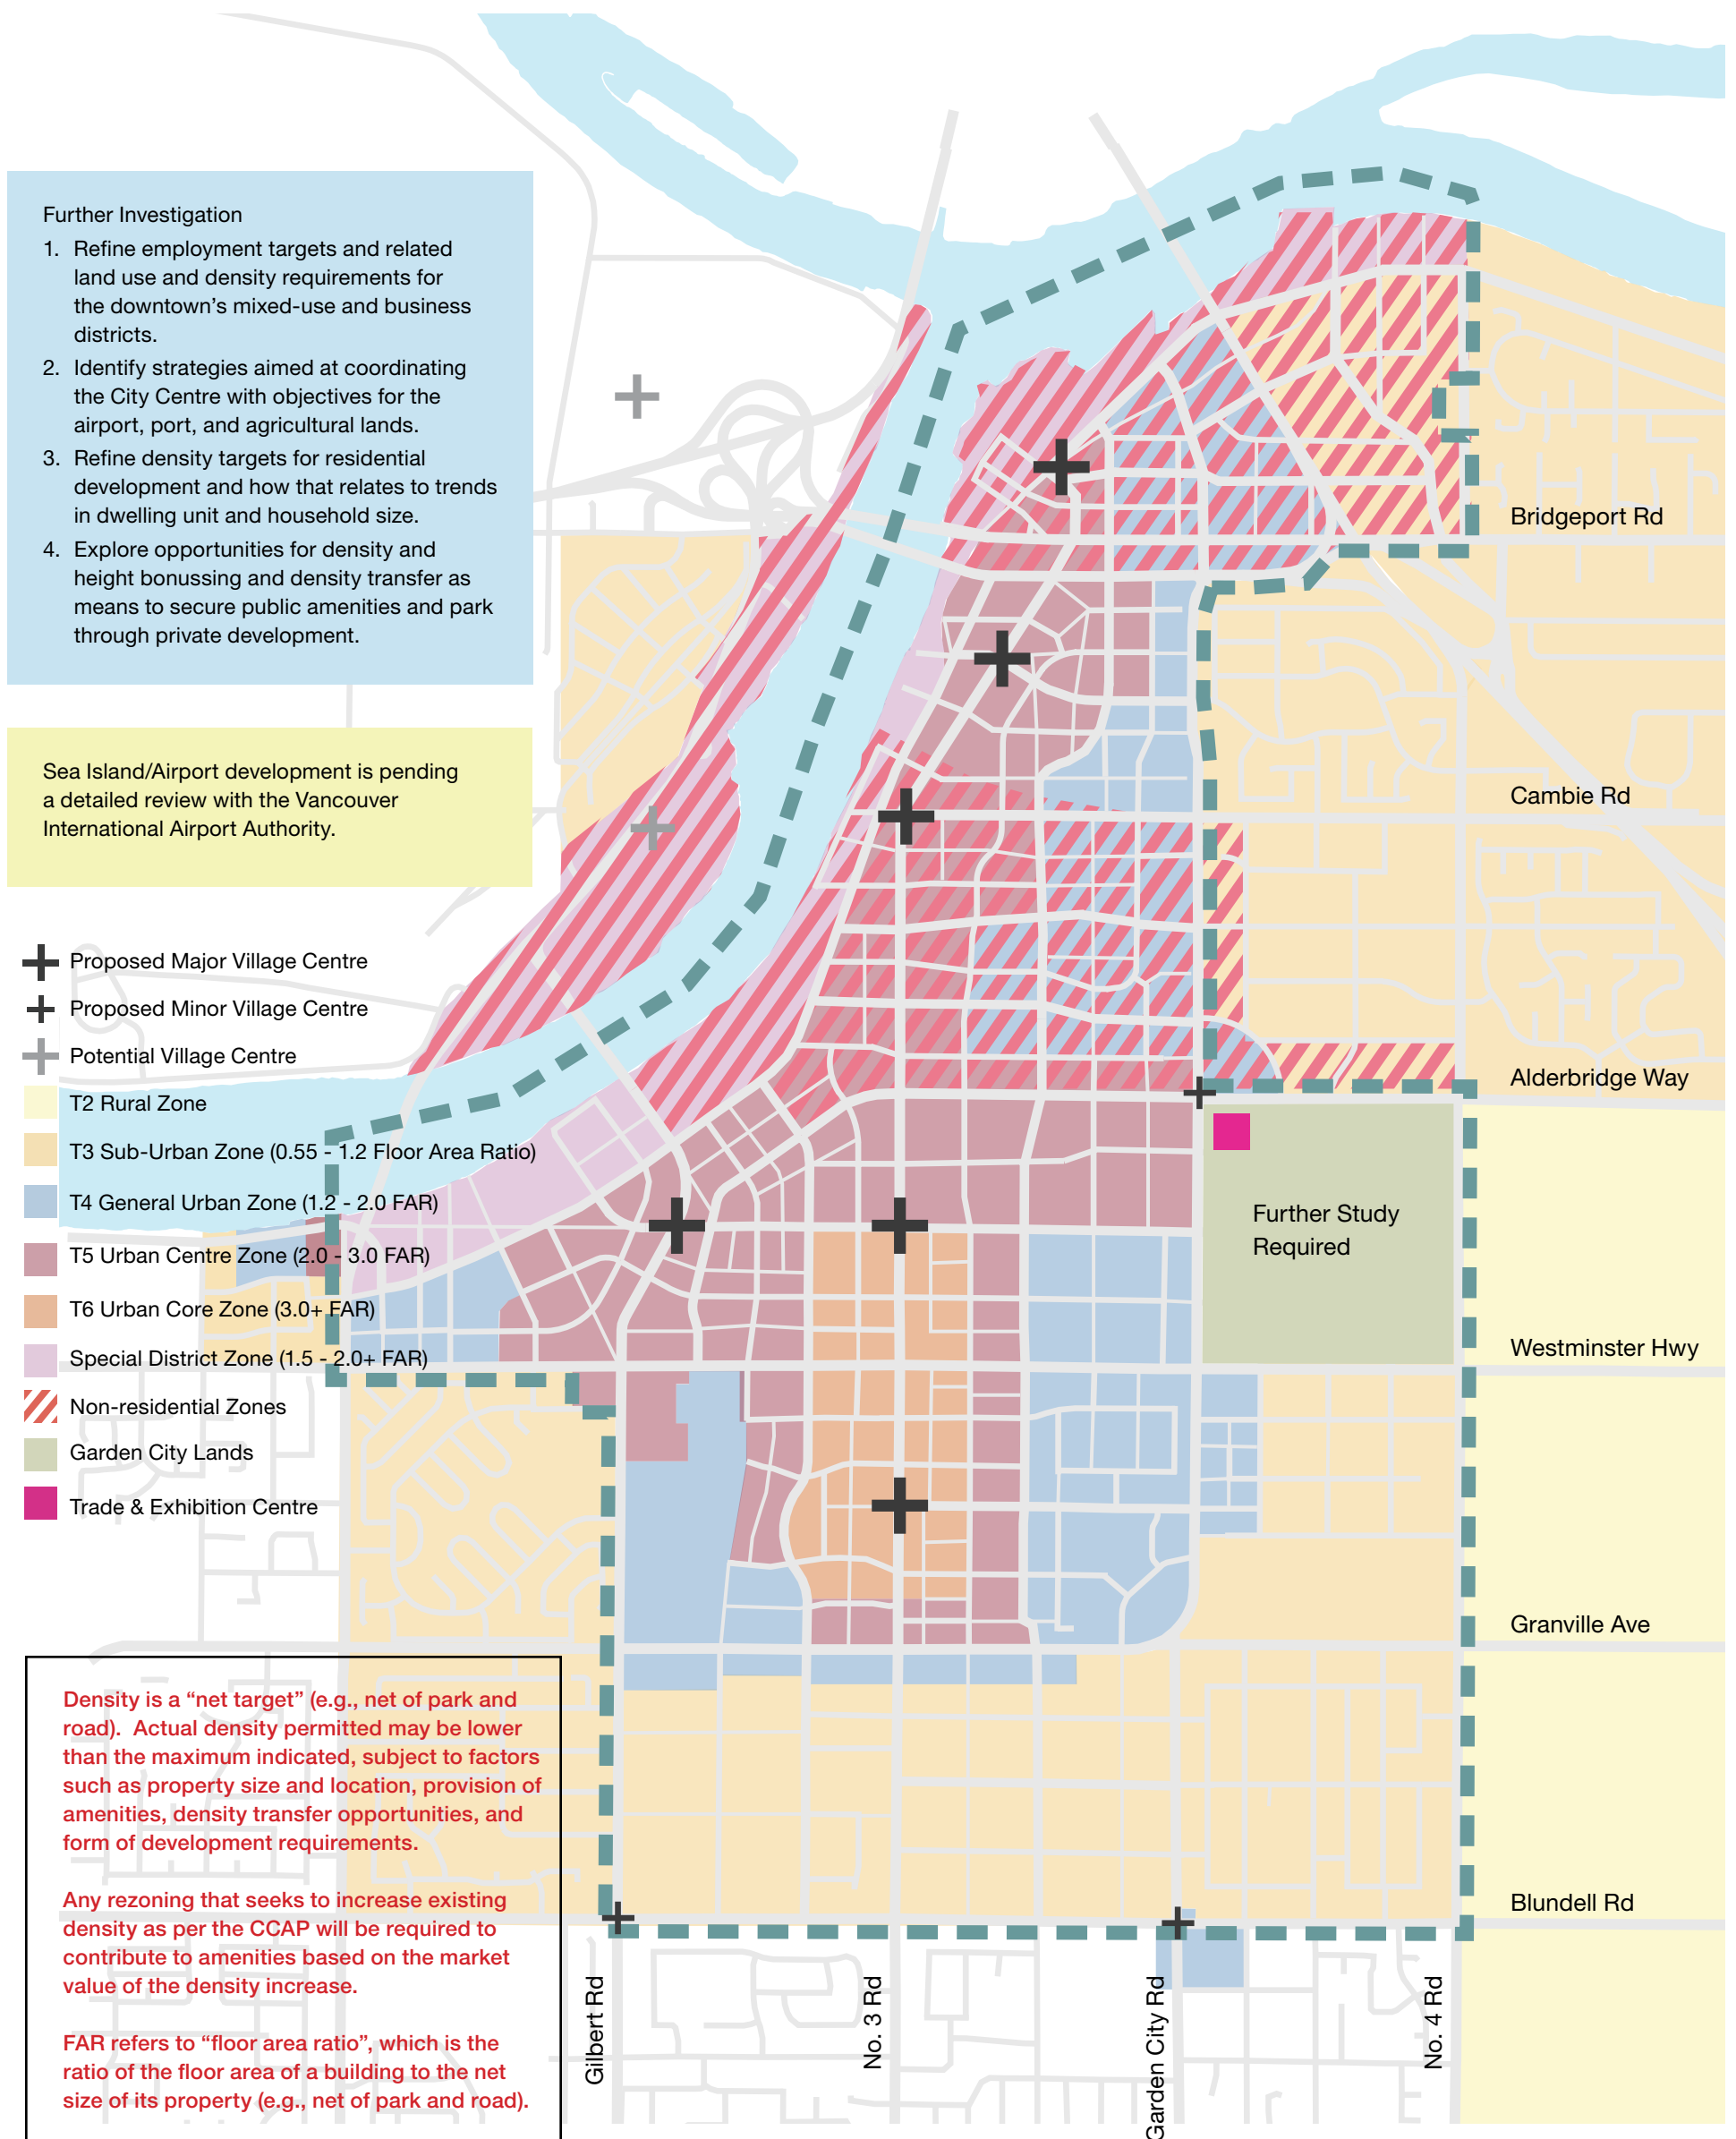 Further Investigation
1. Refine employment targets and related
land use and density requirements for
the downtown's mixed-use and business
districts.
2. Identify strategies aimed at coordinating
the City Centre with objectives for the
airport, port, and agricultural lands.
3. Refine density targets for residential
development and how that relates to trends
in dwelling unit and household size.
4. Explore opportunities for density and
height bonussing and density transfer as
means to secure public amenities and park
through private development.
Sea Island/Airport development is pending
a detailed review with the Vancouver
International Airport Authority.
Proposed Major Village Centre
Proposed Minor Village Centre
Potential Village Centre
T2 Rural Zone
T3 Sub-Urban Zone (0.55 - 1.2 Floor Area Ratio)
T4 General Urban Zone (1.2 - 2.0 FAR)
T5 Urban Centre Zone (2.0 - 3.0 FAR)
T6 Urban Core Zone (3.0+ FAR)
Special District Zone (1.5 - 2.0+ FAR)
Non-residential Zones
Garden City Lands
Trade & Exhibition Centre
Density is a “net target” (e.g., net of park and
road).  Actual density permitted may be lower
than the maximum indicated, subject to factors
such as property size and location, provision of
amenities, density transfer opportunities, and
form of development requirements.
Any rezoning that seeks to increase existing
density as per the CCAP will be required to
contribute to amenities based on the market
value of the density increase.
FAR refers to “floor area ratio”, which is the
ratio of the floor area of a building to the net
size of its property (e.g., net of park and road).
Further Study
Required
Bridgeport Rd
Cambie Rd
Alderbridge Way
Westminster Hwy
Granville Ave
Blundell Rd
Gilbert Rd
No. 3 Rd
Garden City Rd
No. 4 Rd